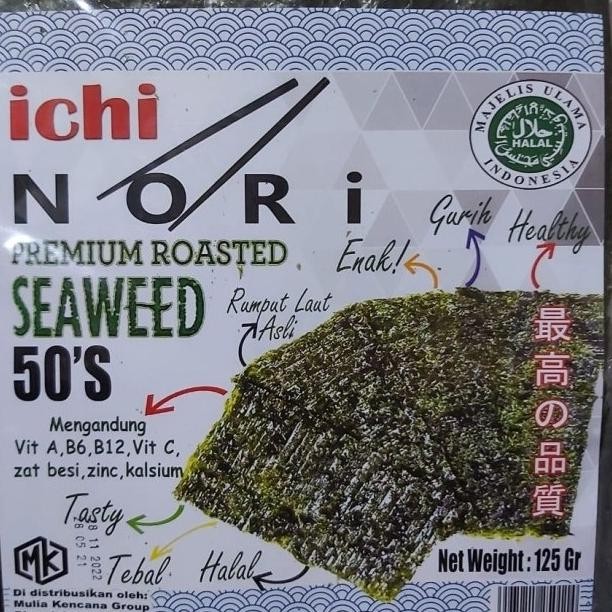 ichi
NORi
MAJELIS ULAMA
حلال
HALAL
INDONESIA
PREMIUM ROASTED
SEAWEED
50'S
Gurih
Healthy
Enak!
Rumput Laut
Asli
最高の品質
Mengandung
Vit A,B6,B12,Vit C,
zat besi,zinc,kalsium
Tasty
Tebal
Halal
MK
Di distribusikan oleh:
Mulia Kencana Group
Net Weight : 125 Gr